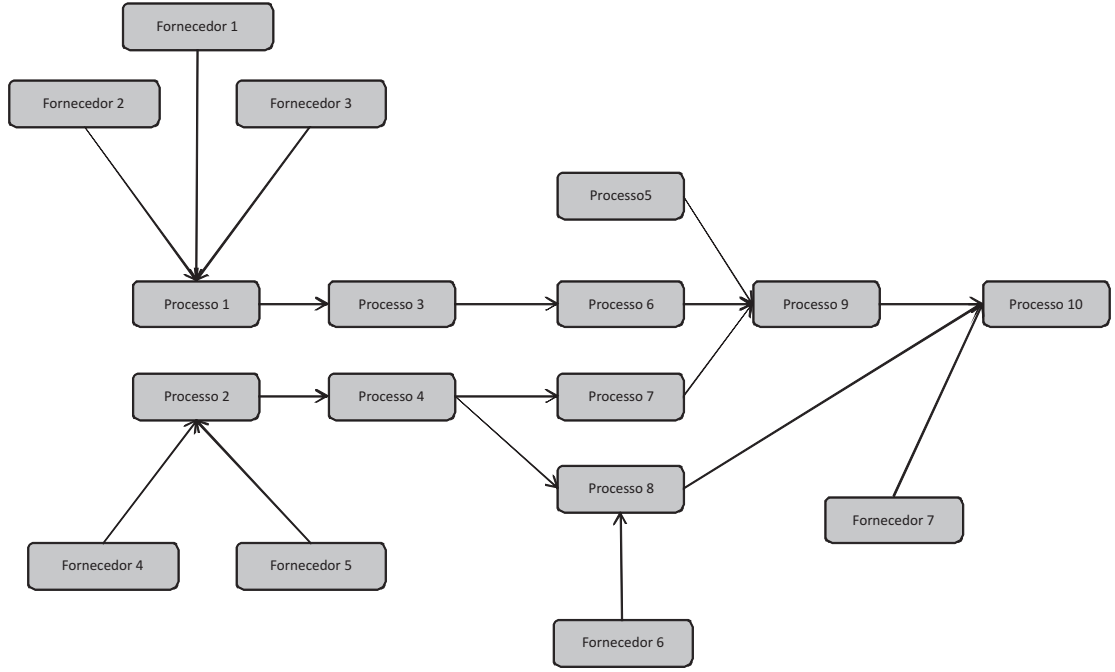 Fornecedor 1
Fornecedor 2
Fornecedor 3
Processo5
Processo 1
Processo 3
Processo 6
Processo 9
Processo 10
Processo 2
Processo 4
Processo 7
Processo 8
Fornecedor 7
Fornecedor 4
Fornecedor 5
Fornecedor 6